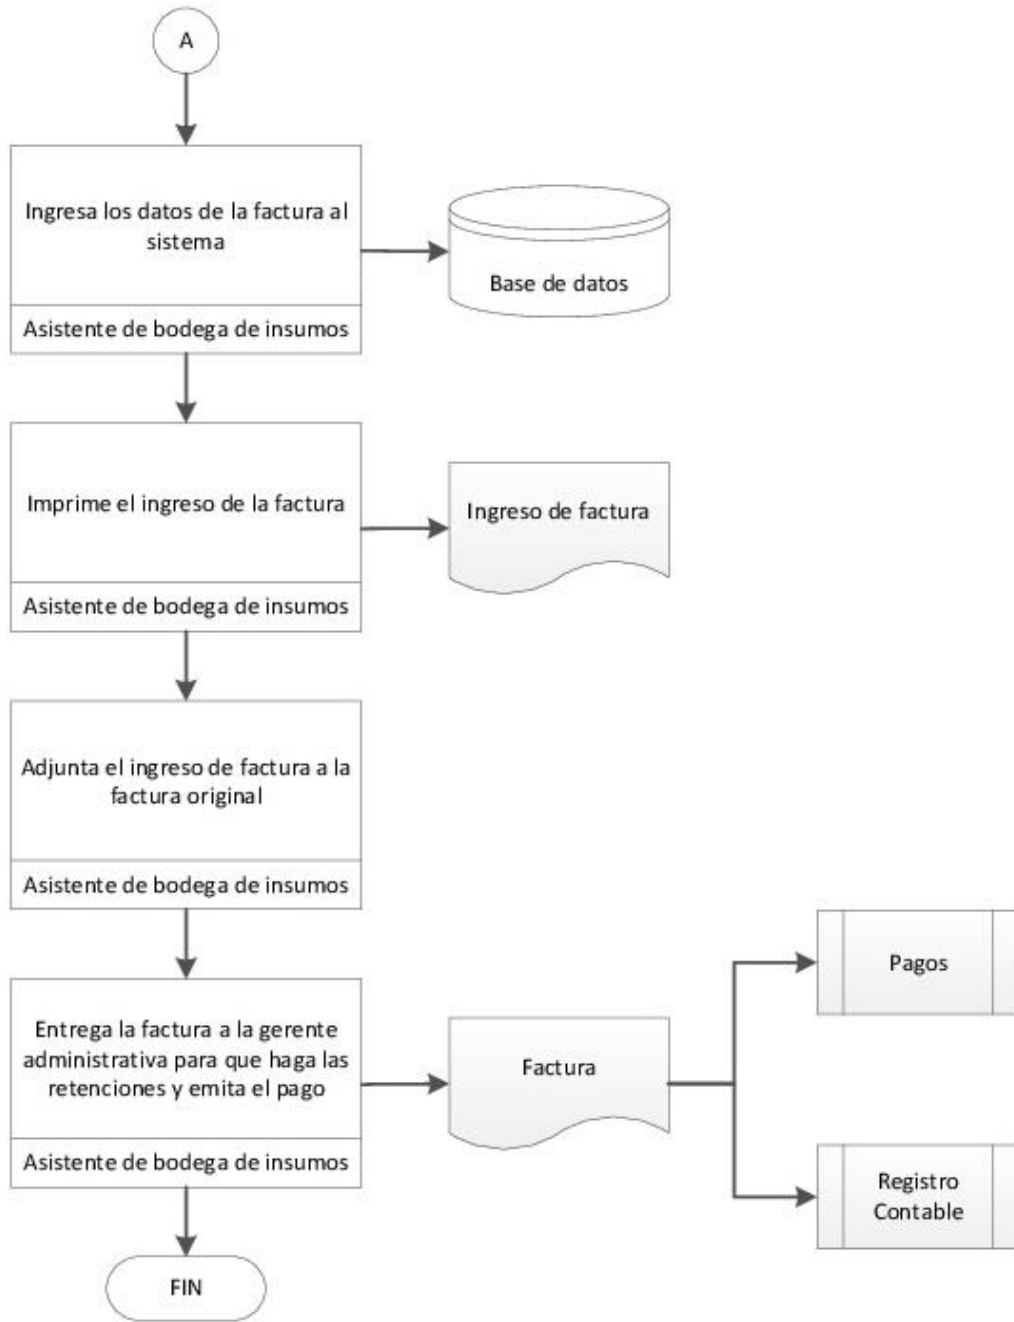 A
Ingresa los datos de la factura al
sistema
Asistente de bodega de insumos
Base de datos
Imprime el ingreso de la factura
Asistente de bodega de insumos
Ingreso de factura
Adjunta el ingreso de factura a la
factura original
Asistente de bodega de insumos
Entrega la factura a la gerente
administrativa para que haga las
retenciones y emita el pago
Asistente de bodega de insumos
Factura
Pagos
Registro
Contable
FIN